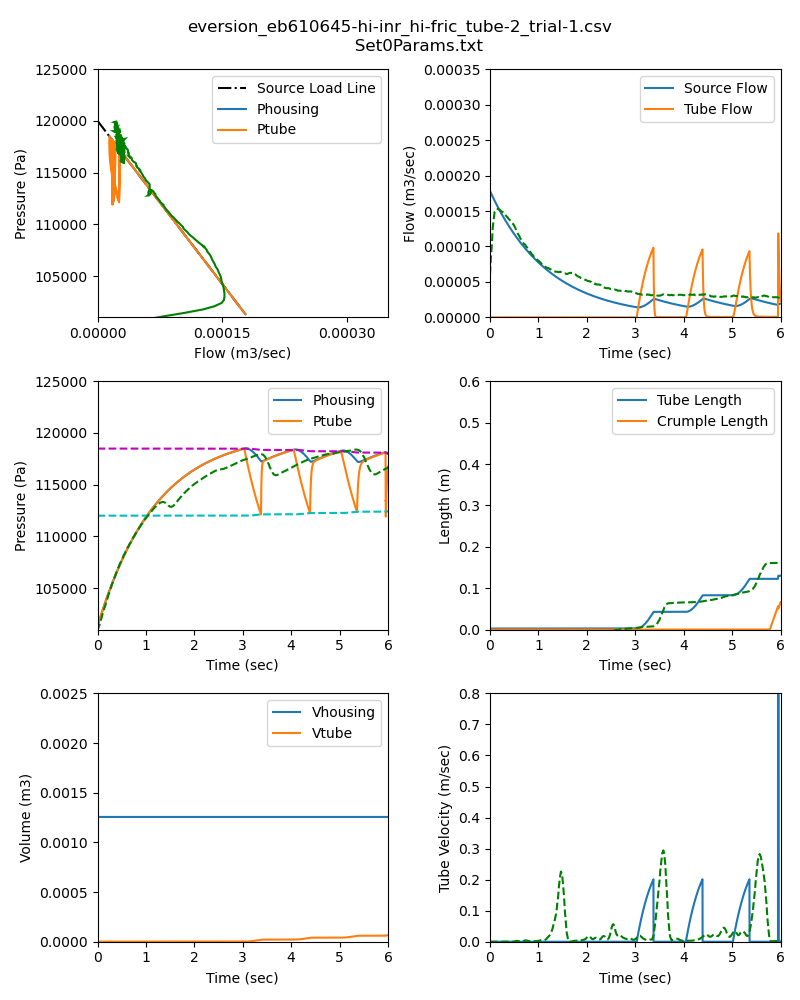 eversion_eb610645-hi-inr_hi-fric_tube-2_trial-1.csv
Set0Params.txt
125000
120000
115000
110000
105000
Pressure (Pa)
0.00000
0.00015
0.00030
Flow (m3/sec)
Source Load Line
Phousing
Ptube
0.00035
0.00030
0.00025
0.00020
0.00015
0.00010
0.00005
0.00000
Flow (m3/sec)
0 1 2 3 4 5 6
Time (sec)
Source Flow
Tube Flow
125000
120000
115000
110000
105000
Pressure (Pa)
0 1 2 3 4 5 6
Time (sec)
Phousing
Ptube
0.6
0.5
0.4
0.3
0.2
0.1
0.0
Length (m)
0 1 2 3 4 5 6
Time (sec)
Tube Length
Crumple Length
0.0025
0.0020
0.0015
0.0010
0.0005
0.0000
Volume (m3)
0 1 2 3 4 5 6
Time (sec)
Vhousing
Vtube
0.8
0.7
0.6
0.5
0.4
0.3
0.2
0.1
0.0
Tube Velocity (m/sec)
0 1 2 3 4 5 6
Time (sec)